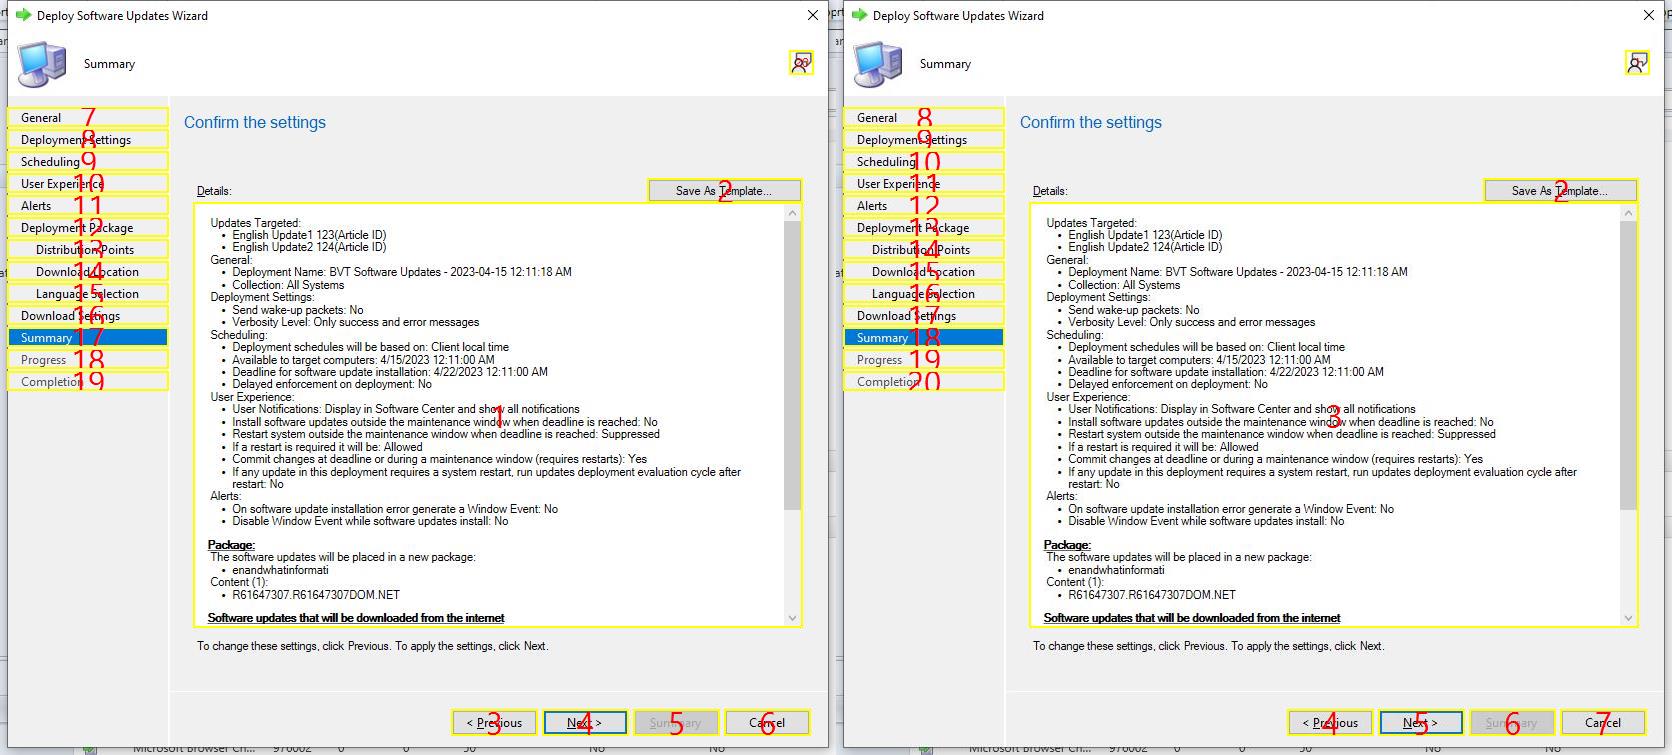 Deploy Software Updates Wizard
Summary
General
Deployment Settings
Scheduling
User Experience
Alerts
Deployment Package
Distribution Points
Download Location
Language Selection
Download Settings
Summary
Progress
Completion
7
8
9
10
11
12
13
14
15
16
17
18
19
Confirm the settings
Details:
Save As Template...
2
Updates Targeted:
• English Update1 123(Article ID)
• English Update2 124(Article ID)
General:
• Deployment Name: BVT Software Updates - 2023-04-15 12:11:18 AM
• Collection: All Systems
Deployment Settings:
• Send wake-up packets: No
• Verbosity Level: Only success and error messages
Scheduling:
• Deployment schedules will be based on: Client local time
• Available to target computers: 4/15/2023 12:11:00 AM
• Deadline for software update installation: 4/22/2023 12:11:00 AM
• Delayed enforcement on deployment: No
User Experience:
• User Notifications: Display in Software Center and show all notifications
1
• Install software updates outside the maintenance window when deadline is reached: No
• Restart system outside the maintenance window when deadline is reached: Suppressed
• If a restart is required it will be: Allowed
• Commit changes at deadline or during a maintenance window (requires restarts): Yes
• If any update in this deployment requires a system restart, run updates deployment evaluation cycle after
restart: No
Alerts:
• On software update installation error generate a Window Event: No
• Disable Window Event while software updates install: No
Package:
The software updates will be placed in a new package:
• enandwhatinformati
Content (1):
• R61647307.R61647307DOM.NET
Software updates that will be downloaded from the internet
To change these settings, click Previous. To apply the settings, click Next.
< Previous
Next >
Summary
Cancel
3
4
5
6
Microsoft Browser Ch... 976002 0 0 50 No No
Deploy Software Updates Wizard
Summary
General
Deployment Settings
Scheduling
User Experience
Alerts
Deployment Package
Distribution Points
Download Location
Language Selection
Download Settings
Summary
Progress
Completion
8
9
10
11
12
13
14
15
16
17
18
19
20
Confirm the settings
Details:
Save As Template...
2
Updates Targeted:
• English Update1 123(Article ID)
• English Update2 124(Article ID)
General:
• Deployment Name: BVT Software Updates - 2023-04-15 12:11:18 AM
• Collection: All Systems
Deployment Settings:
• Send wake-up packets: No
• Verbosity Level: Only success and error messages
Scheduling:
• Deployment schedules will be based on: Client local time
• Available to target computers: 4/15/2023 12:11:00 AM
• Deadline for software update installation: 4/22/2023 12:11:00 AM
• Delayed enforcement on deployment: No
User Experience:
• User Notifications: Display in Software Center and show all notifications
3
• Install software updates outside the maintenance window when deadline is reached: No
• Restart system outside the maintenance window when deadline is reached: Suppressed
• If a restart is required it will be: Allowed
• Commit changes at deadline or during a maintenance window (requires restarts): Yes
• If any update in this deployment requires a system restart, run updates deployment evaluation cycle after
restart: No
Alerts:
• On software update installation error generate a Window Event: No
• Disable Window Event while software updates install: No
Package:
The software updates will be placed in a new package:
• enandwhatinformati
Content (1):
• R61647307.R61647307DOM.NET
Software updates that will be downloaded from the internet
To change these settings, click Previous. To apply the settings, click Next.
< Previous
Next >
Summary
Cancel
4
5
6
7
Microsoft Browser Ch... 976002 0 0 50 No No